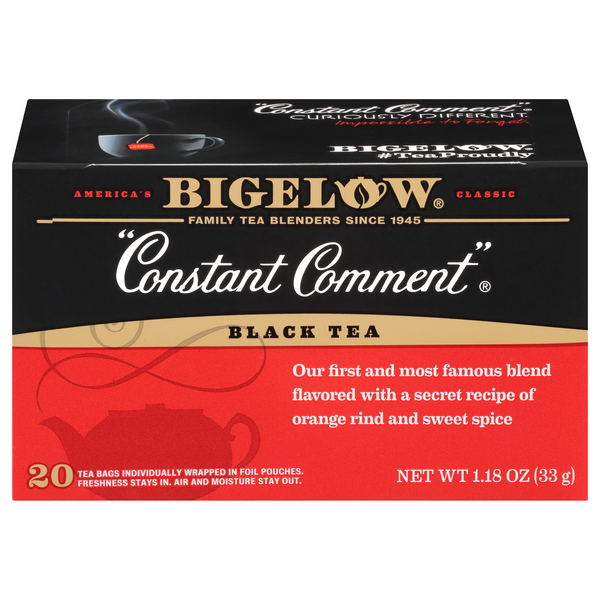 "Constant Comment"®
CURIOUSLY DIFFERENT.
Impossible to Forget.
BIGELOW®
#TeaProudly
AMERICA'S BIGELOW® CLASSIC
FAMILY TEA BLENDERS SINCE 1945
"Constant Comment"®
BLACK TEA
Our first and most famous blend
flavored with a secret recipe of
orange rind and sweet spice
20 TEA BAGS INDIVIDUALLY WRAPPED IN FOIL POUCHES.
FRESHNESS STAYS IN. AIR AND MOISTURE STAY OUT.
NET WT 1.18 OZ (33 g)